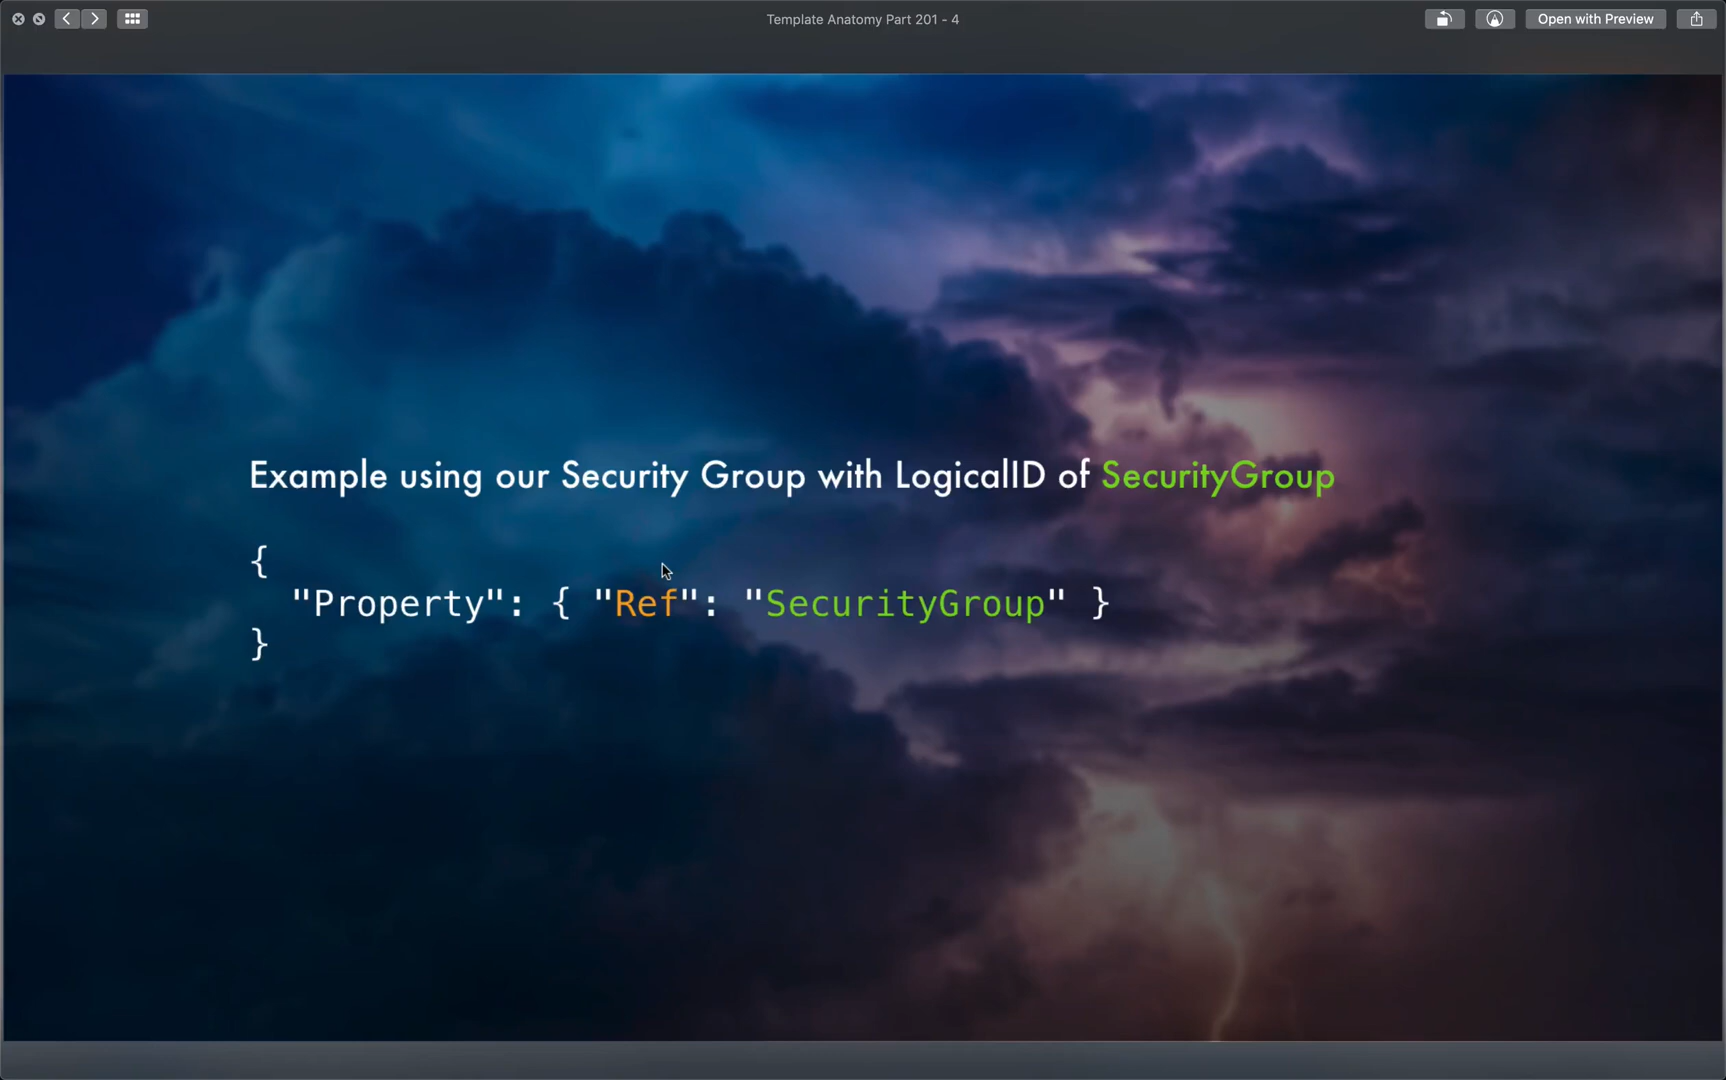 Template Anatomy Part 201 - 4
Open with Preview
Example using our Security Group with LogicalID of SecurityGroup
{
"Property": { "Ref": "SecurityGroup" }
}